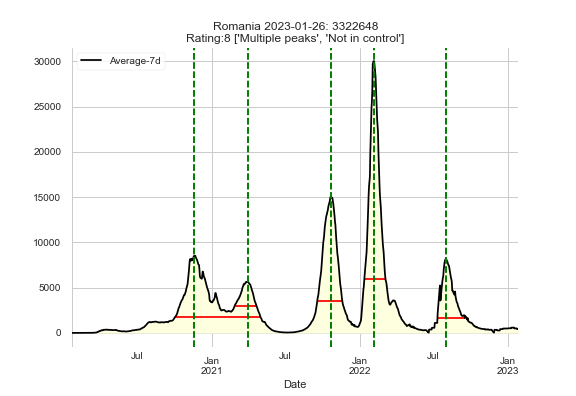 Romania 2023-01-26: 3322648
Rating:8 ['Multiple peaks', 'Not in control']
Average-7d
30000
25000
20000
15000
10000
5000
0
Jul Jan Jul Jan Jul Jan
2021 2022 2023
Date